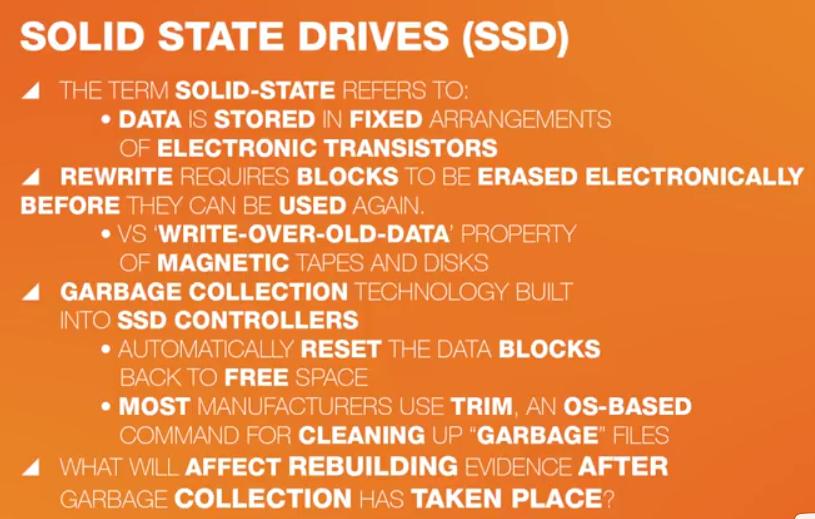 SOLID STATE DRIVES (SSD)
THE TERM SOLID-STATE REFERS TO:
• DATA IS STORED IN FIXED ARRANGEMENTS
OF ELECTRONIC TRANSISTORS
REWRITE REQUIRES BLOCKS TO BE ERASED ELECTRONICALLY
BEFORE THEY CAN BE USED AGAIN.
• VS 'WRITE-OVER-OLD-DATA' PROPERTY
OF MAGNETIC TAPES AND DISKS
GARBAGE COLLECTION TECHNOLOGY BUILT
INTO SSD CONTROLLERS
• AUTOMATICALLY RESET THE DATA BLOCKS
BACK TO FREE SPACE
• MOST MANUFACTURERS USE TRIM, AN OS-BASED
COMMAND FOR CLEANING UP “GARBAGE” FILES
WHAT WILL AFFECT REBUILDING EVIDENCE AFTER
GARBAGE COLLECTION HAS TAKEN PLACE?